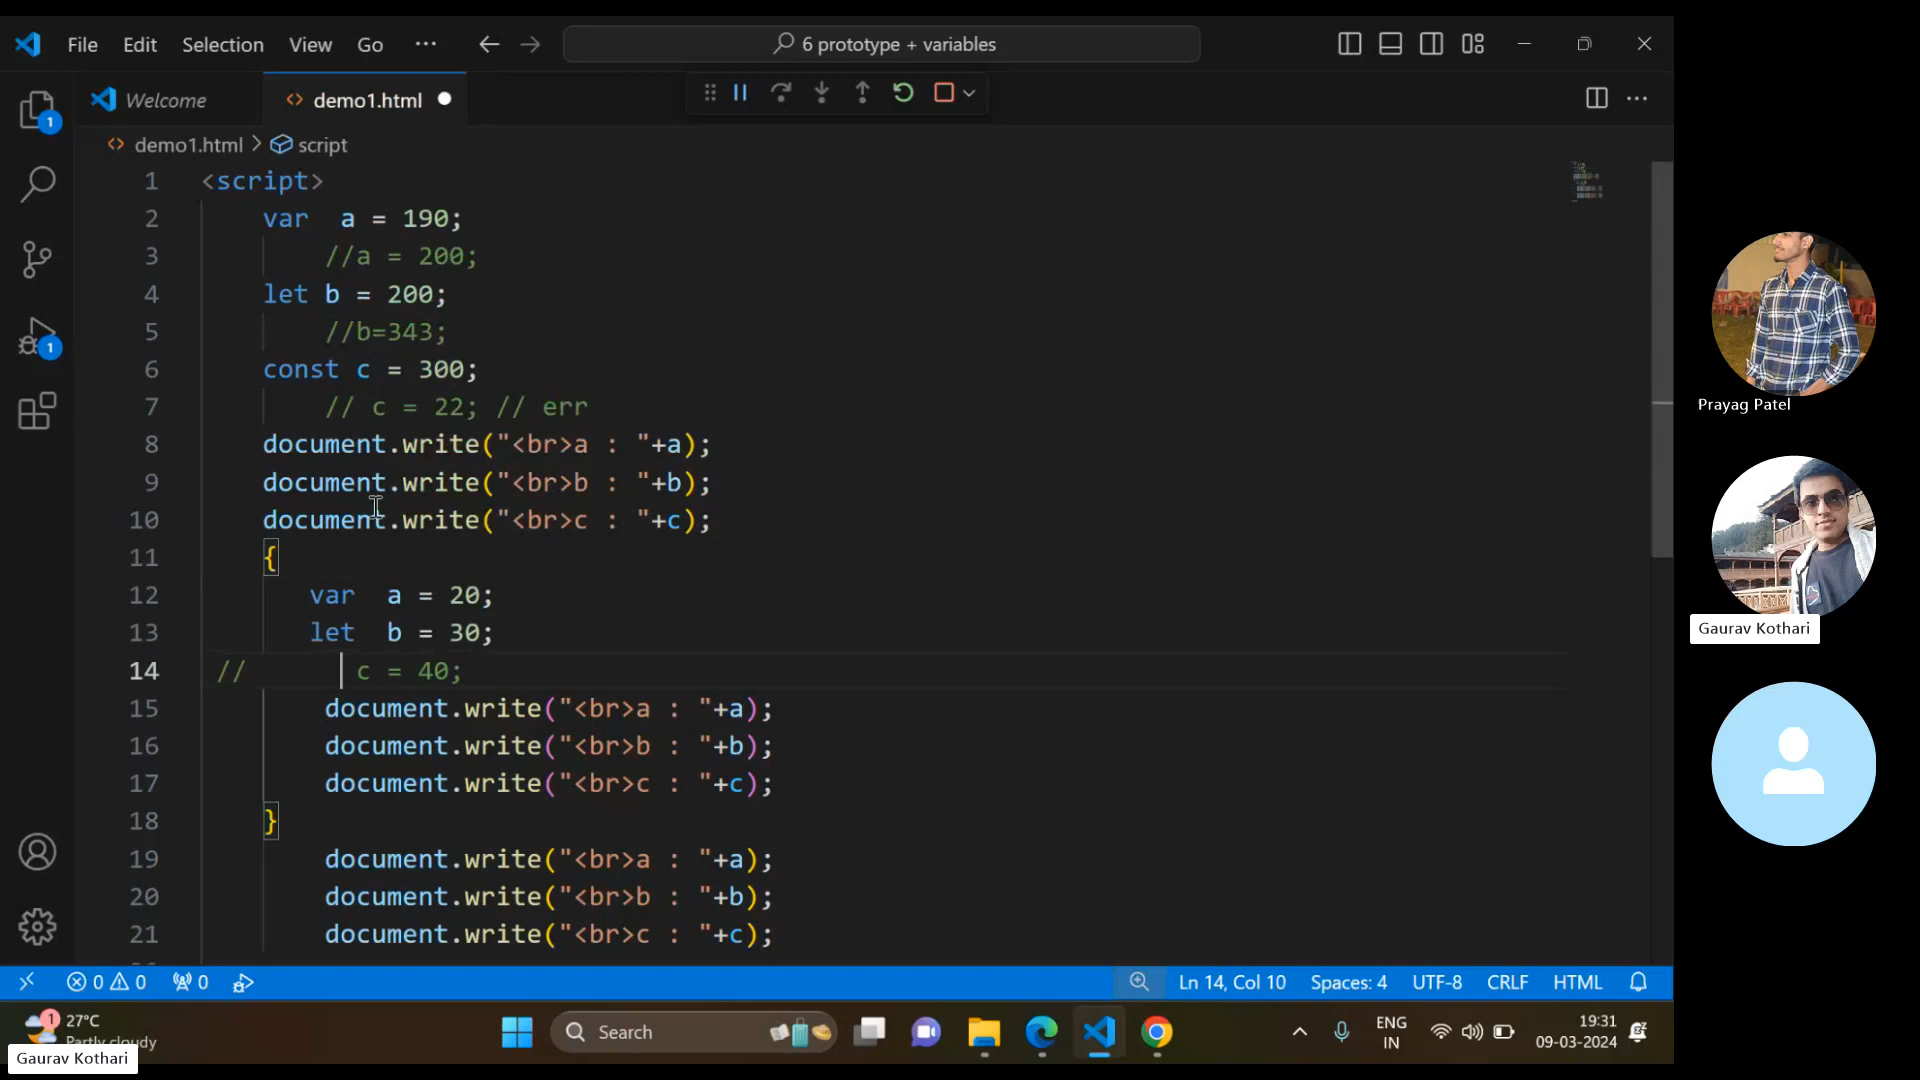 File Edit Selection View Go ··· 6 prototype + variables
Welcome demo1.html
demo1.html > script
1 <script>
2 var  a = 190;
3 //a = 200;
4 let b = 200;
5 //b=343;
6 const c = 300;
7 // c = 22; // err
8 document.write("<br>a : "+a);
9 document.write("<br>b : "+b);
10 document.write("<br>c : "+c);
11 {
12 var  a = 20;
13 let  b = 30;
14 // c = 40;
15 document.write("<br>a : "+a);
16 document.write("<br>b : "+b);
17 document.write("<br>c : "+c);
18 }
19 document.write("<br>a : "+a);
20 document.write("<br>b : "+b);
21 document.write("<br>c : "+c);
1
1
Prayag Patel
Gaurav Kothari
0 0 0 Ln 14, Col 10 Spaces: 4 UTF-8 CRLF HTML
1 27°C
Partly cloudy
Search
ENG
IN
19:31
09-03-2024
Gaurav Kothari